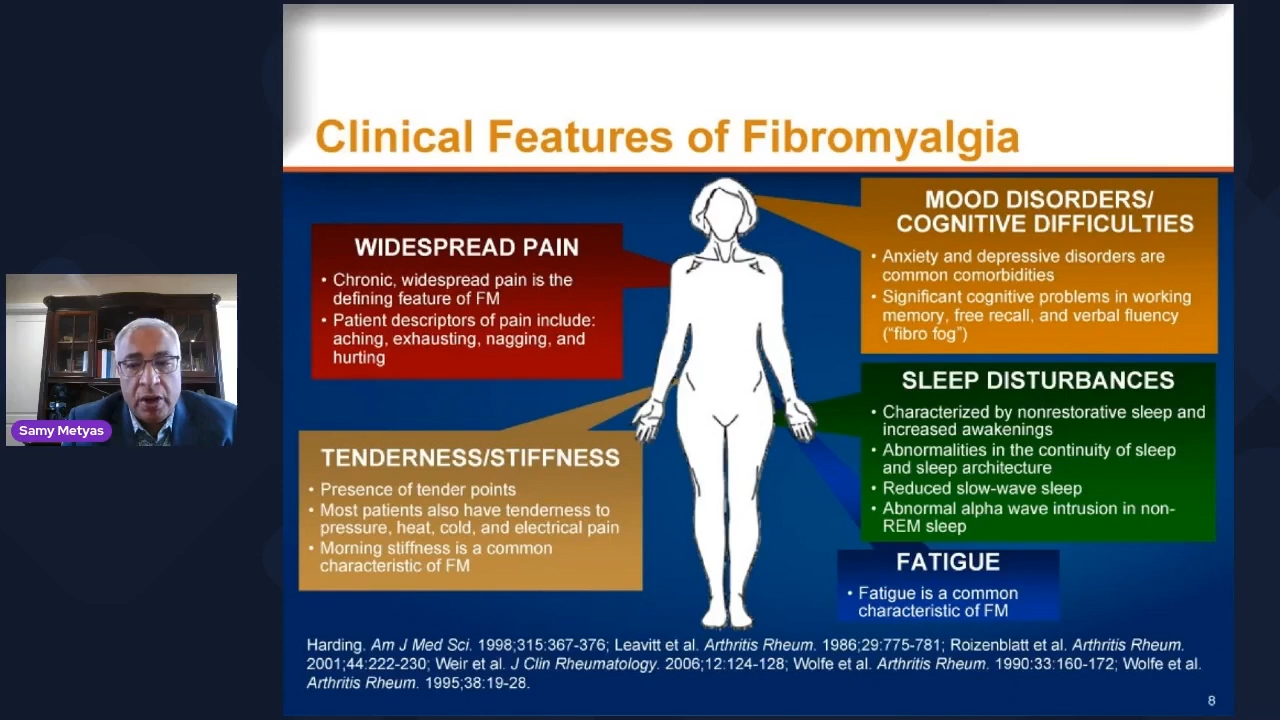 Clinical Features of Fibromyalgia
WIDESPREAD PAIN
• Chronic, widespread pain is the
defining feature of FM
• Patient descriptors of pain include:
aching, exhausting, nagging, and
hurting
TENDERNESS/STIFFNESS
• Presence of tender points
• Most patients also have tenderness to
pressure, heat, cold, and electrical pain
• Morning stiffness is a common
characteristic of FM
MOOD DISORDERS/
COGNITIVE DIFFICULTIES
• Anxiety and depressive disorders are
common comorbidities
• Significant cognitive problems in working
memory, free recall, and verbal fluency
(“fibro fog”)
SLEEP DISTURBANCES
• Characterized by nonrestorative sleep and
increased awakenings
• Abnormalities in the continuity of sleep
and sleep architecture
• Reduced slow-wave sleep
• Abnormal alpha wave intrusion in non-
REM sleep
FATIGUE
• Fatigue is a common
characteristic of FM
Harding. Am J Med Sci. 1998;315:367-376; Leavitt et al. Arthritis Rheum. 1986;29:775-781; Roizenblatt et al. Arthritis Rheum.
2001;44:222-230; Weir et al. J Clin Rheumatology. 2006;12:124-128; Wolfe et al. Arthritis Rheum. 1990:33:160-172; Wolfe et al.
Arthritis Rheum. 1995;38:19-28.
8
Samy Metyas